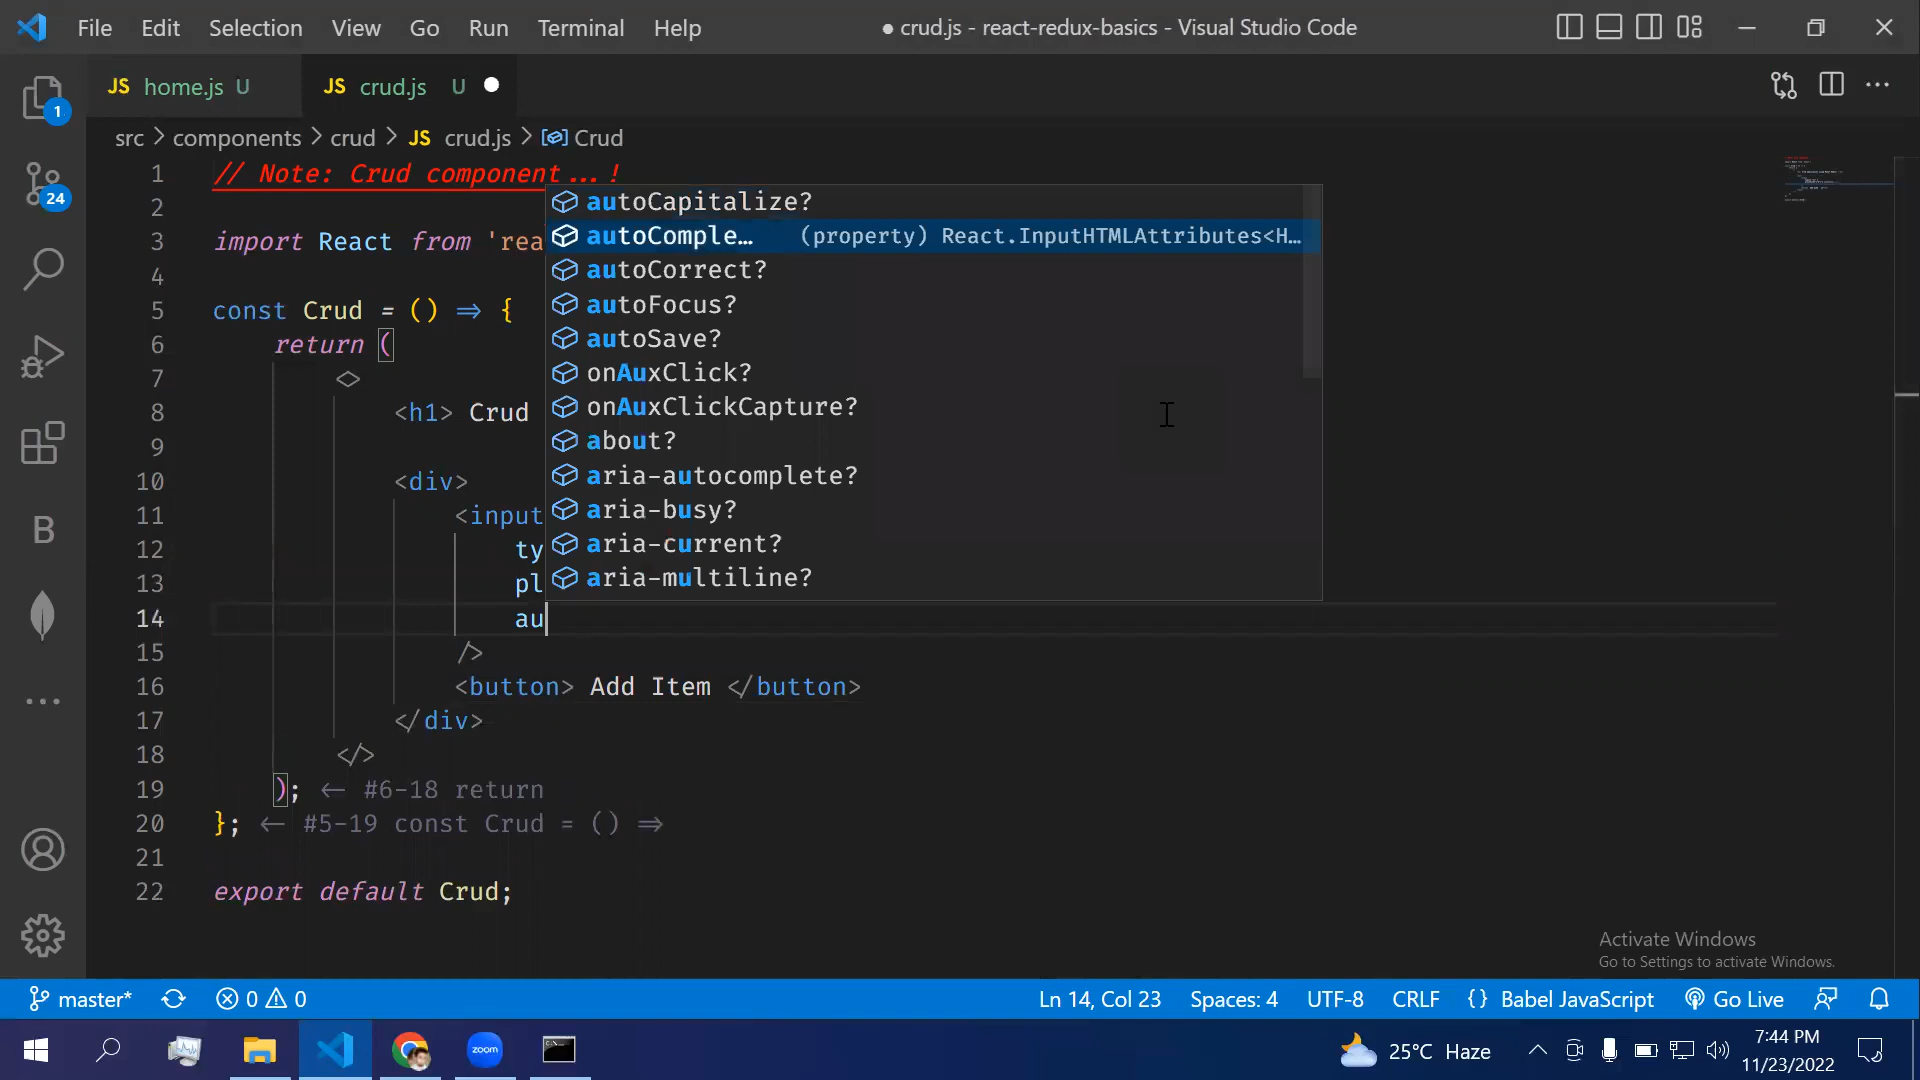 File Edit Selection View Go Run Terminal Help
● crud.js - react-redux-basics - Visual Studio Code
JS home.js U
JS crud.js U
src > components > crud > JS crud.js > Crud
1 // Note: Crud component...!
2
3 import React from 'rea
4
5 const Crud = () => {
6 return (
7 <>
8 <h1> Crud
9
10 <div>
11 <input
12 ty
13 pl
14 au
15 />
16 <button> Add Item </button>
17 </div>
18 </>
19 ); <- #6-18 return
20 }; <- #5-19 const Crud = () =>
21
22 export default Crud;
autoCapitalize?
autoComple… (property) React.InputHTMLAttributes<H…
autoCorrect?
autoFocus?
autoSave?
onAuxClick?
onAuxClickCapture?
about?
aria-autocomplete?
aria-busy?
aria-current?
aria-multiline?
1
24
B
Activate Windows
Go to Settings to activate Windows.
master* 0 0
Ln 14, Col 23 Spaces: 4 UTF-8 CRLF {} Babel JavaScript Go Live
zoom
25°C Haze
7:44 PM
11/23/2022